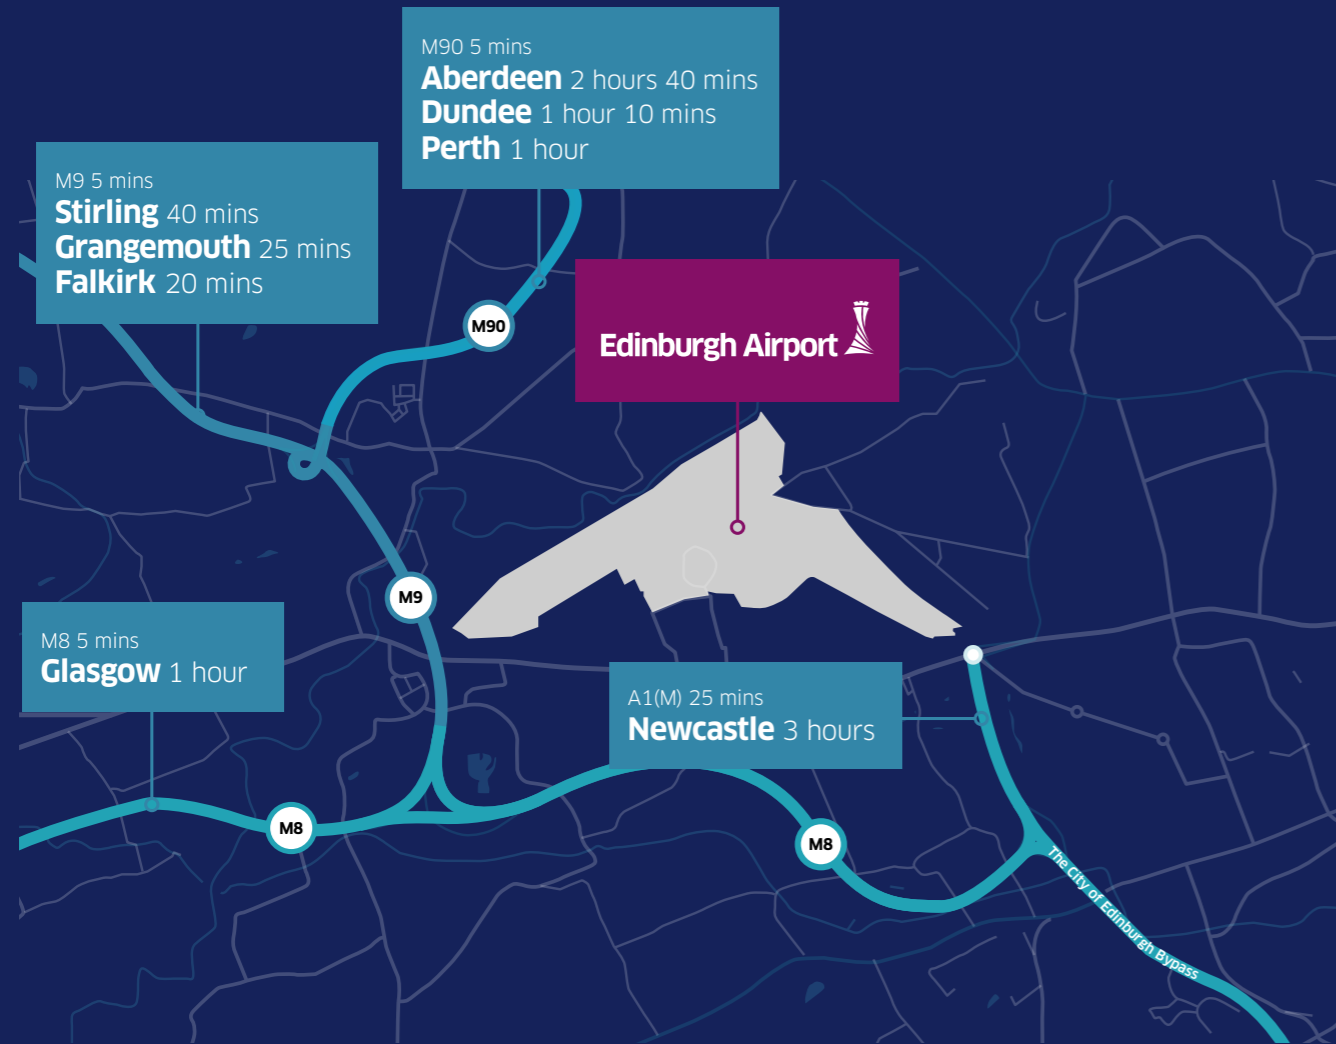 M90 5 mins
Aberdeen 2 hours 40 mins
Dundee 1 hour 10 mins
Perth 1 hour
M9 5 mins
Stirling 40 mins
Grangemouth 25 mins
Falkirk 20 mins
M90
Edinburgh Airport
M9
M8 5 mins
Glasgow 1 hour
A1(M) 25 mins
Newcastle 3 hours
M8
M8
The City of Edinburgh Bypass